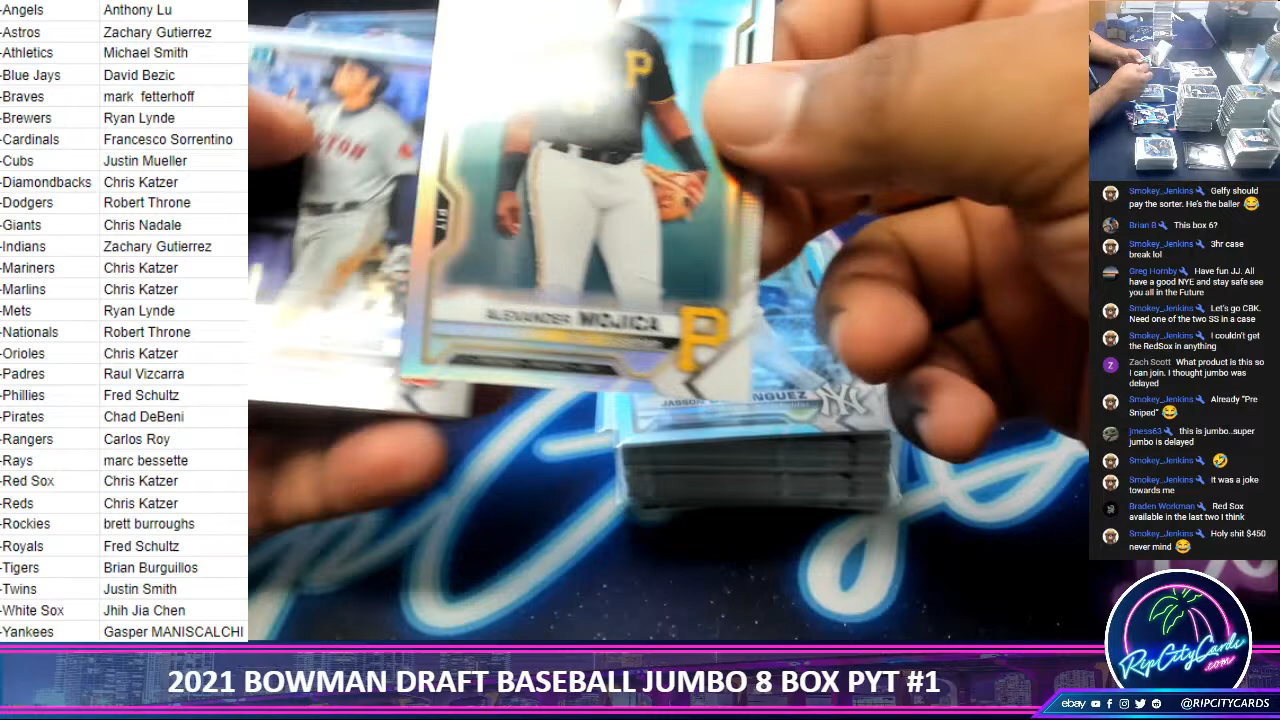 -Angels Anthony Lu
-Astros Zachary Gutierrez
-Athletics Michael Smith
-Blue Jays David Bezic
-Braves mark fetterhoff
-Brewers Ryan Lynde
-Cardinals Francesco Sorrentino
-Cubs Justin Mueller
-Diamondbacks Chris Katzer
-Dodgers Robert Throne
-Giants Chris Nadale
-Indians Zachary Gutierrez
-Mariners Chris Katzer
-Marlins Chris Katzer
-Mets Ryan Lynde
-Nationals Robert Throne
-Orioles Chris Katzer
-Padres Raul Vizcarra
-Phillies Fred Schultz
-Pirates Chad DeBeni
-Rangers Carlos Roy
-Rays marc bessette
-Red Sox Chris Katzer
-Reds Chris Katzer
-Rockies brett burroughs
-Royals Fred Schultz
-Tigers Brian Burguillos
-Twins Justin Smith
-White Sox Jhih Jia Chen
-Yankees Gasper MANISCALCHI
P
PIT
ALEXANDER MOJICA
P
JASSON NGUEZ
NY
Smokey_Jenkins Gelfy should
pay the sorter. He's the baller 😂
Brian B This box 6?
Smokey_Jenkins 3hr case
break lol
Greg Hornby Have fun JJ. All
have a good NYE and stay safe see
you all in the Future
Smokey_Jenkins Let's go CBK.
Need one of the two SS in a case
Smokey_Jenkins I couldn't get
the RedSox in anything
Z Zach Scott What product is this so
I can join. I thought jumbo was
delayed
Smokey_Jenkins Already "Pre
Sniped" 😂
jmess63 this is jumbo..super
jumbo is delayed
Smokey_Jenkins 🤣
Smokey_Jenkins It was a joke
towards me
Braden Workman Red Sox
available in the last two I think
Smokey_Jenkins Holy shit $450
never mind 😂
RipCityCards
.com
2021 BOWMAN DRAFT BASEBALL JUMBO 8 BOX PYT #1
ebay @RIPCITYCARDS